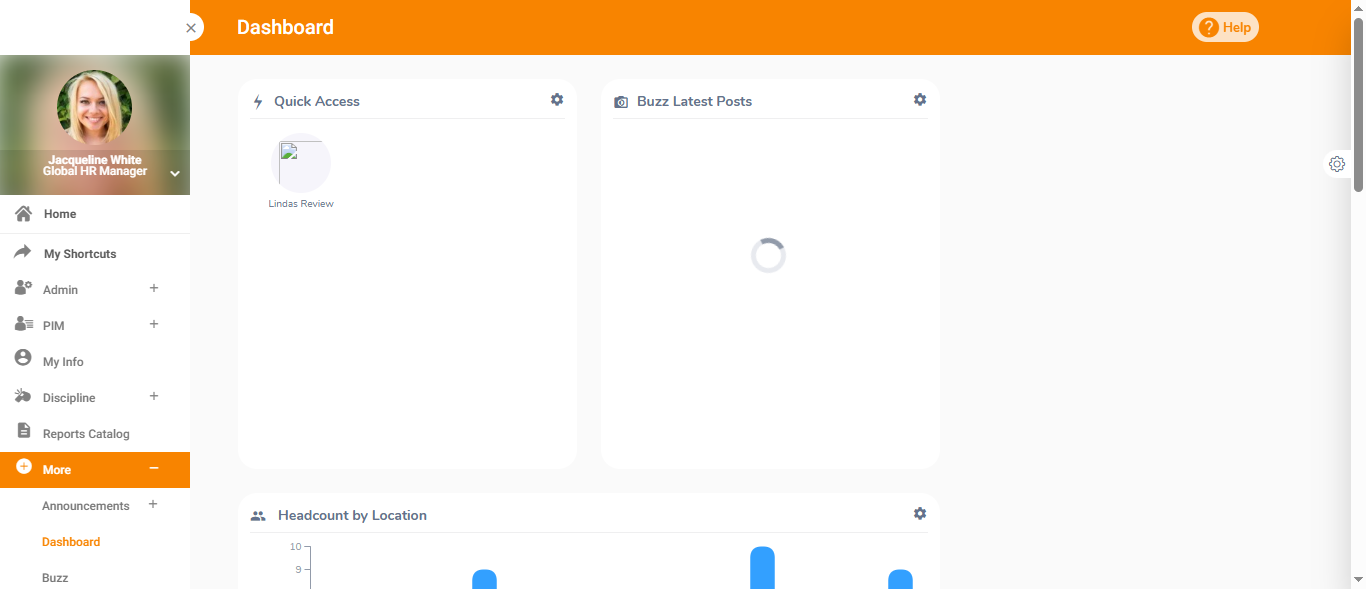 Dashboard
? Help
Jacqueline White
Global HR Manager
Home
My Shortcuts
Admin
PIM
My Info
Discipline
Reports Catalog
More
Announcements
Dashboard
Buzz
Quick Access
Lindas Review
Buzz Latest Posts
Headcount by Location
10
9